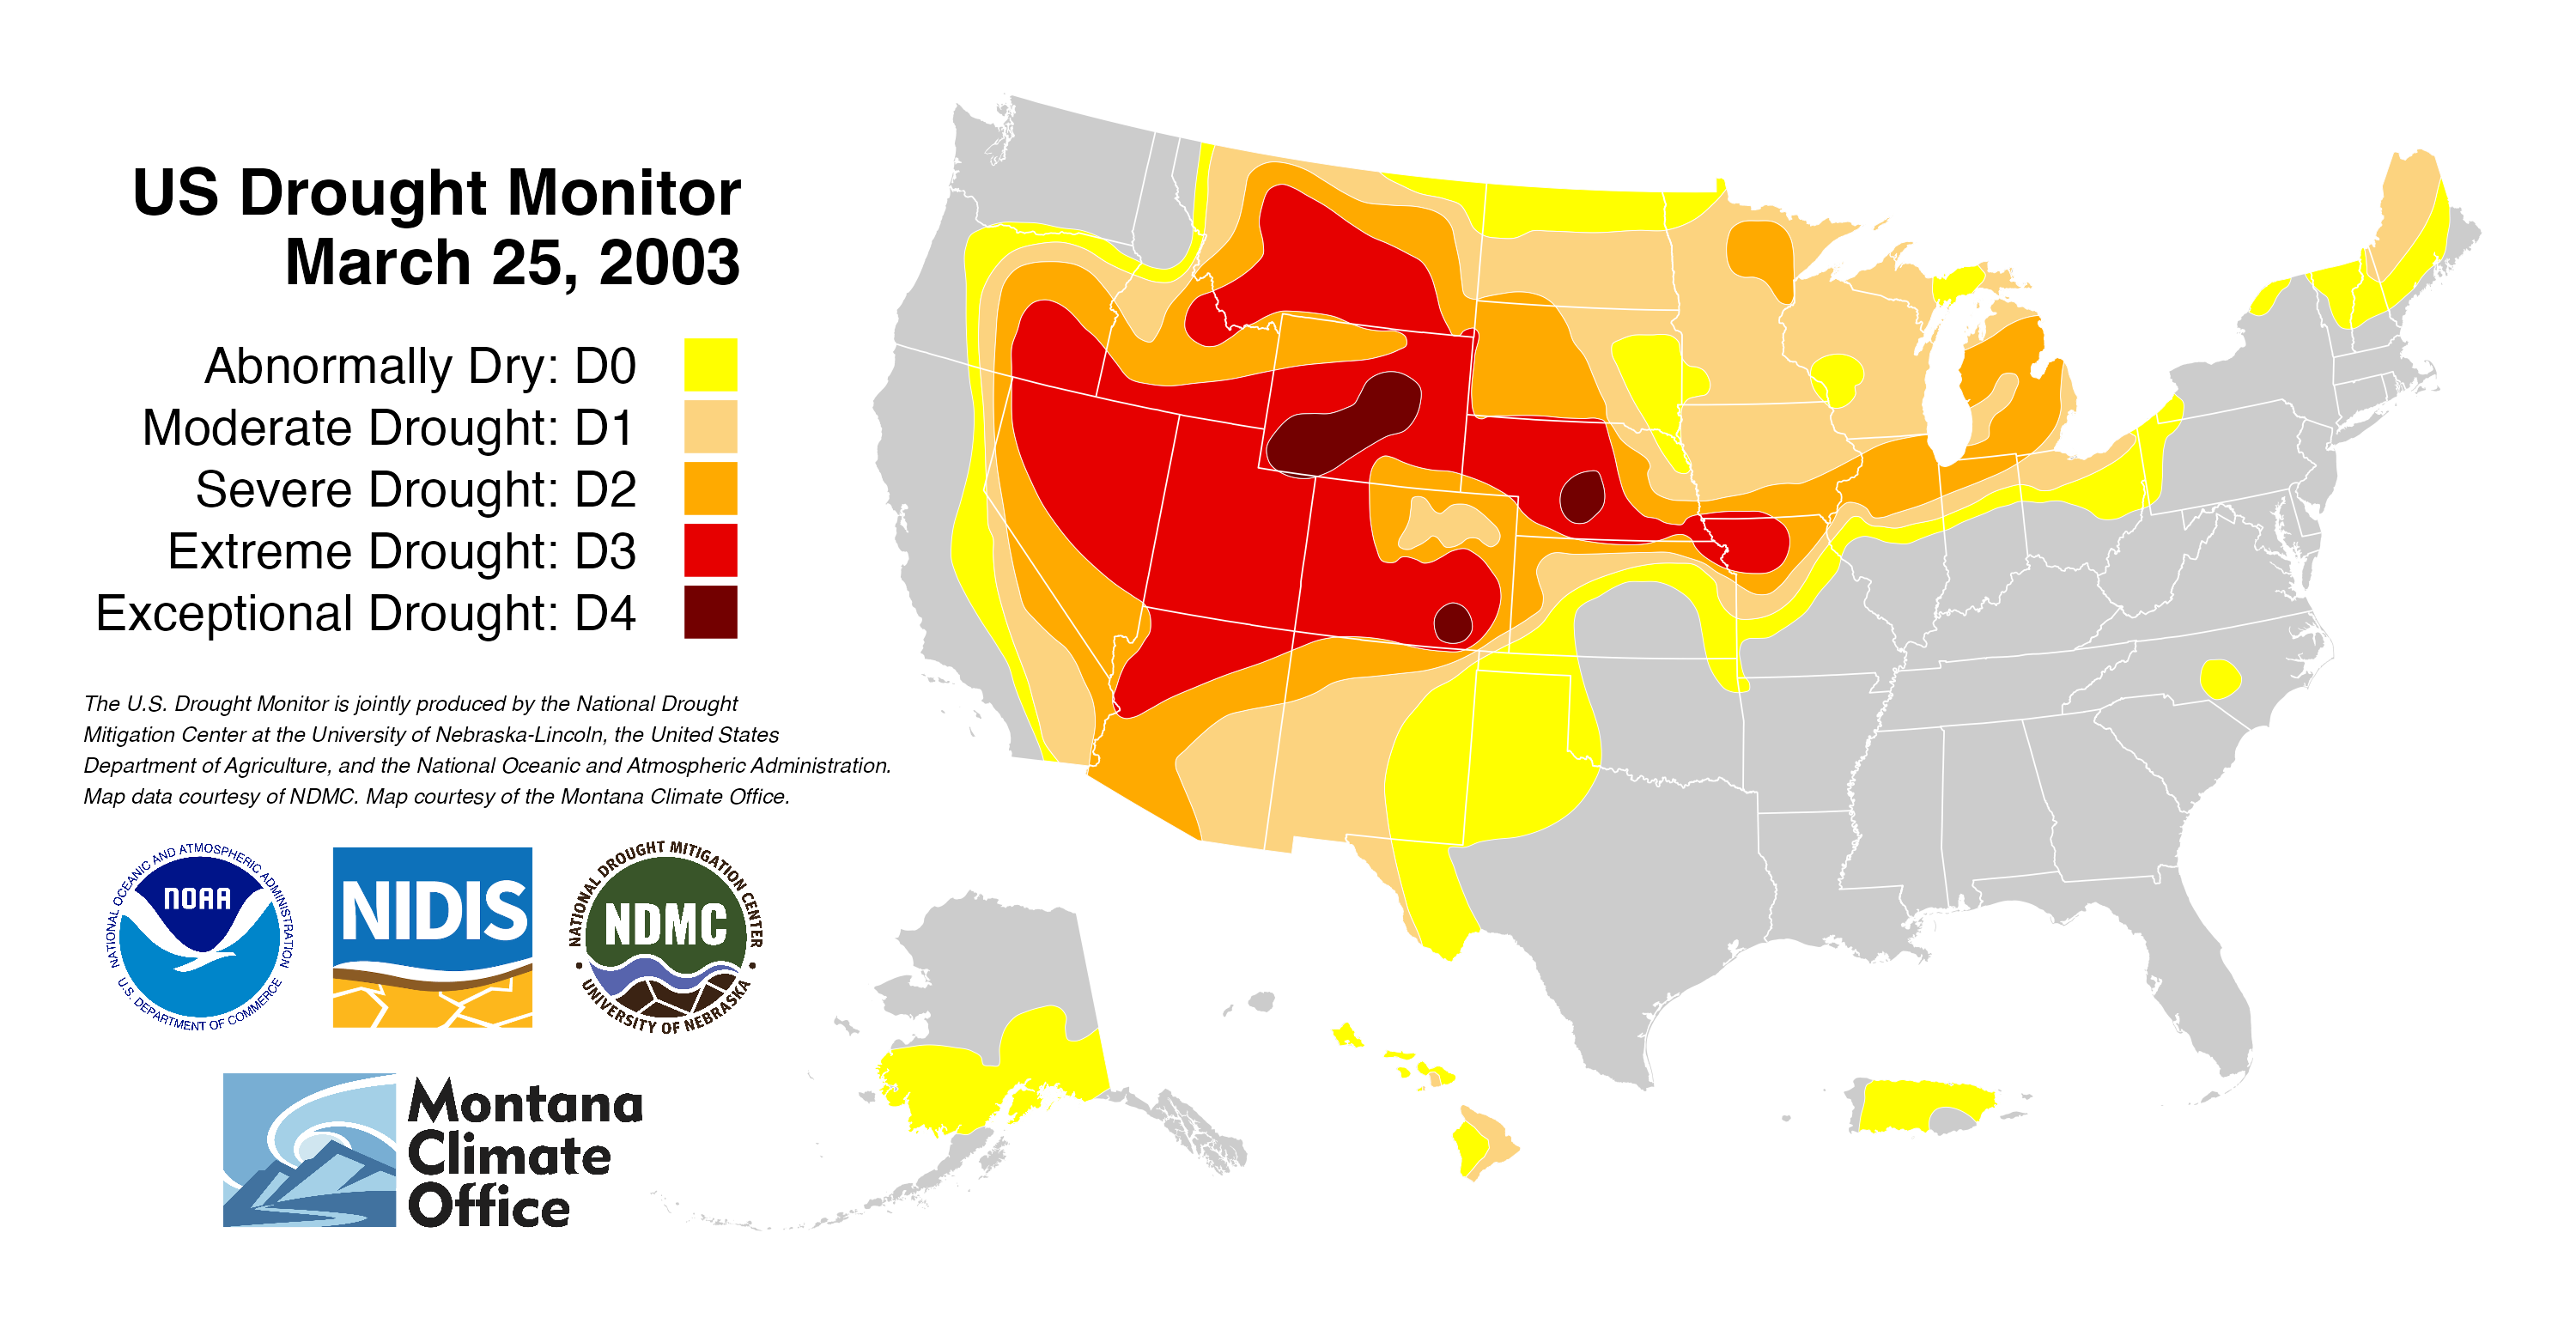 US Drought Monitor
March 25, 2003
Abnormally Dry: D0
Moderate Drought: D1
Severe Drought: D2
Extreme Drought: D3
Exceptional Drought: D4
The U.S. Drought Monitor is jointly produced by the National Drought
Mitigation Center at the University of Nebraska-Lincoln, the United States
Department of Agriculture, and the National Oceanic and Atmospheric Administration.
Map data courtesy of NDMC. Map courtesy of the Montana Climate Office.
NATIONAL OCEANIC AND ATMOSPHERIC ADMINISTRATION
NOAA
U.S. DEPARTMENT OF COMMERCE
NIDIS
NATIONAL DROUGHT MITIGATION CENTER
NDMC
UNIVERSITY OF NEBRASKA
Montana
Climate
Office